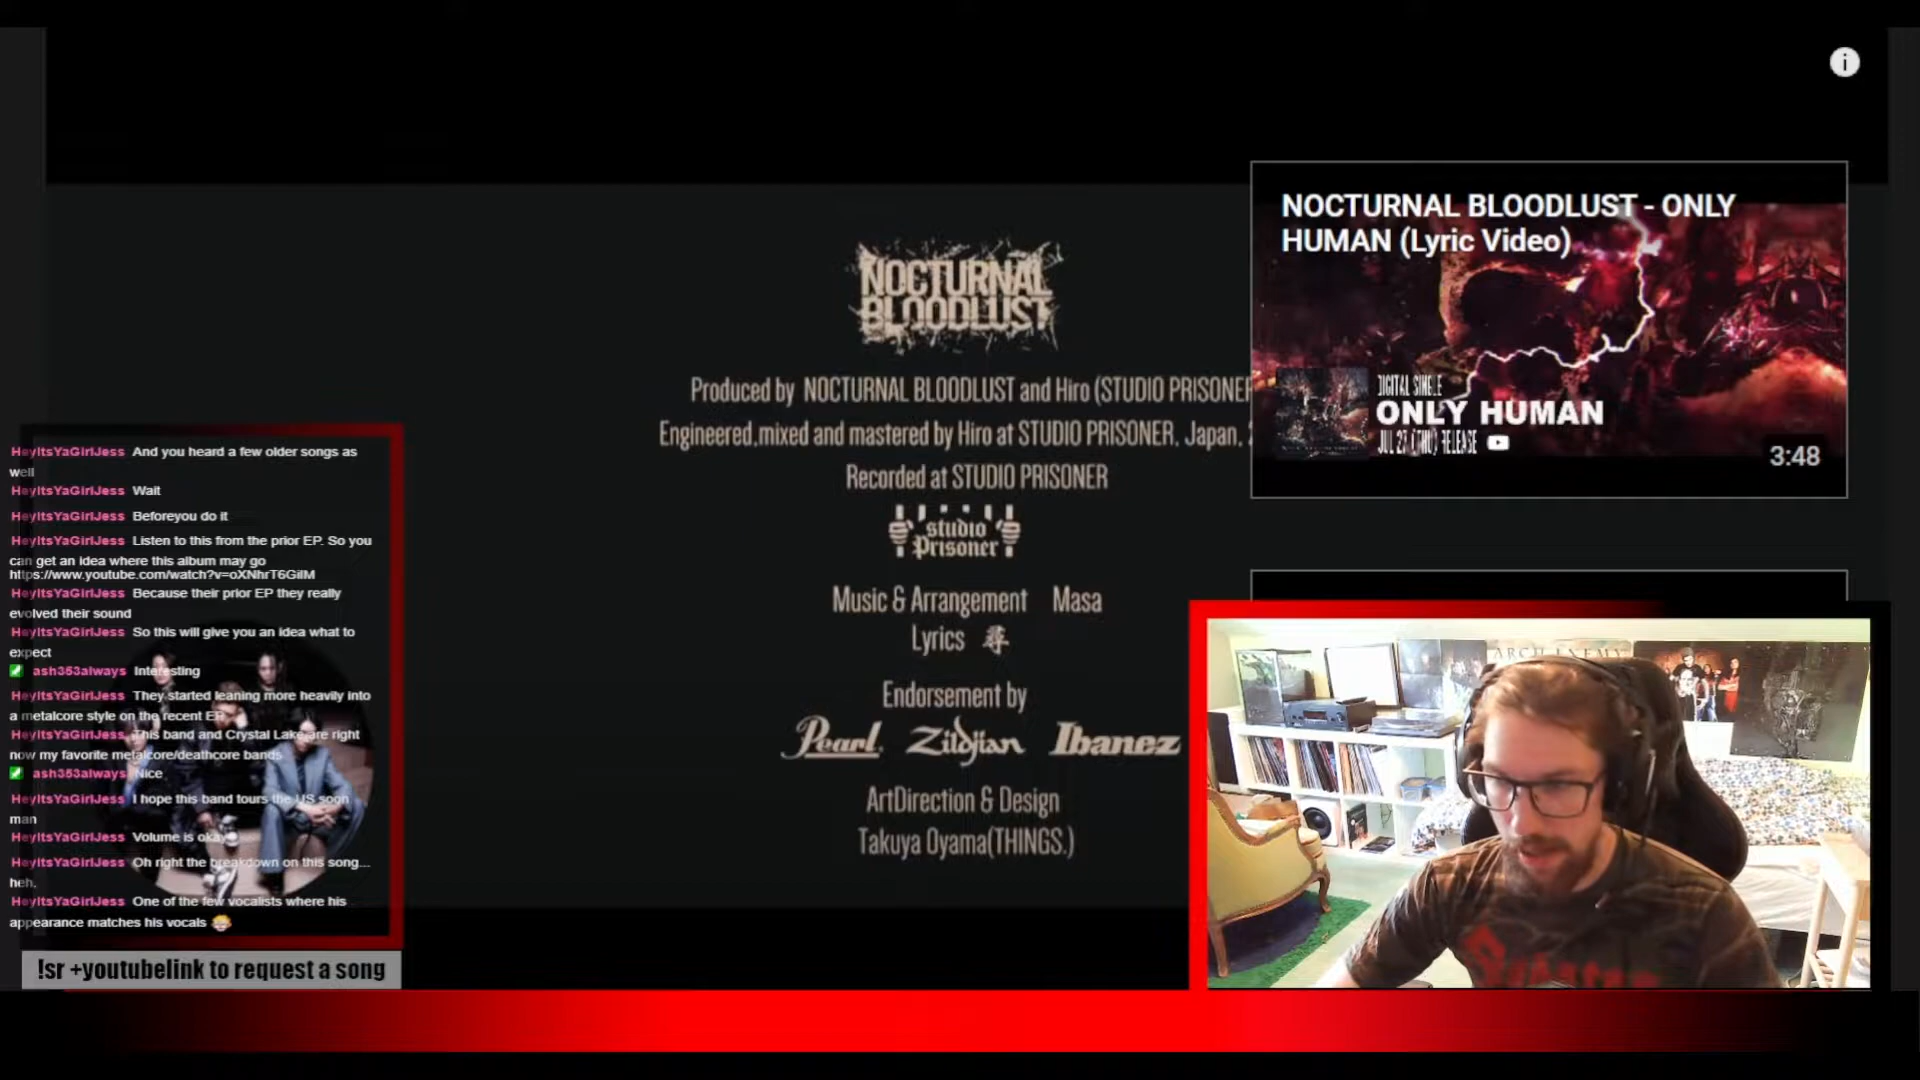 i
NOCTURNAL BLOODLUST - ONLY
HUMAN (Lyric Video)
DIGITAL SINGLE
ONLY HUMAN
JUL 27 (THU) RELEASE
3:48
NOCTURNAL
BLOODLUST
Produced by NOCTURNAL BLOODLUST and Hiro (STUDIO PRISONER
Engineered,mixed and mastered by Hiro at STUDIO PRISONER, Japan,
Recorded at STUDIO PRISONER
studio
Prisoner
Music & Arrangement Masa
Lyrics 尋
Endorsement by
Pearl Zildjian Ibanez
ArtDirection & Design
Takuya Oyama(THINGS.)
HeyItsYaGirlJess And you heard a few older songs as
well
HeyItsYaGirlJess Wait
HeyItsYaGirlJess Beforeyou do it
HeyItsYaGirlJess Listen to this from the prior EP. So you
can get an idea where this album may go
https://www.youtube.com/watch?v=oXNhrT6GilM
HeyItsYaGirlJess Because their prior EP they really
evolved their sound
HeyItsYaGirlJess So this will give you an idea what to
expect
ash353always Interesting
HeyItsYaGirlJess They started leaning more heavily into
a metalcore style on the recent EP
HeyItsYaGirlJess This band and Crystal Lake are right
now my favorite metalcore/deathcore bands
ash353always Nice
HeyItsYaGirlJess I hope this band tours the US soon
man
HeyItsYaGirlJess Volume is okay
HeyItsYaGirlJess Oh right the breakdown on this song...
heh.
HeyItsYaGirlJess One of the few vocalists where his
appearance matches his vocals
!sr +youtubelink to request a song
ARCH ENEMY